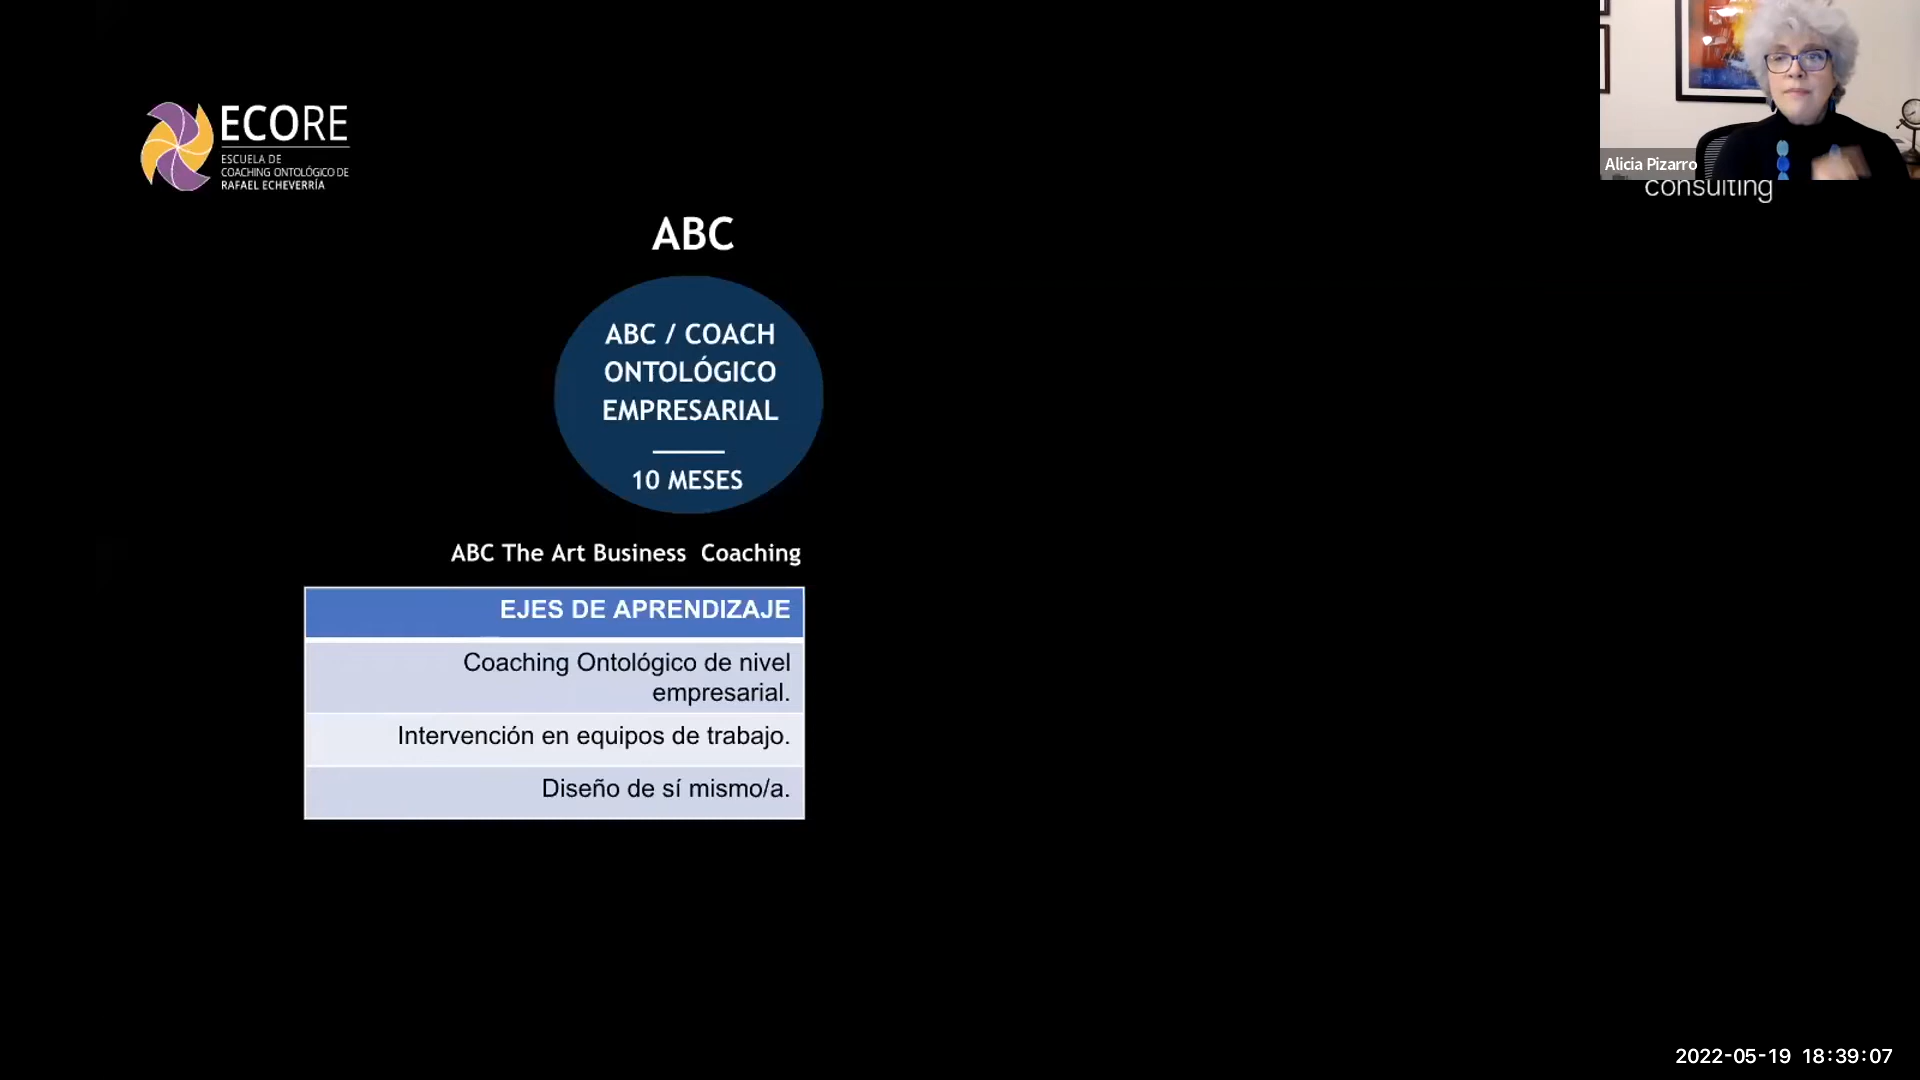 ECORE
ESCUELA DE
COACHING ONTOLÓGICO DE
RAFAEL ECHEVERRÍA
Alicia Pizarro
consulting
ABC
ABC / COACH
ONTOLÓGICO
EMPRESARIAL
10 MESES
ABC The Art Business Coaching
EJES DE APRENDIZAJE
Coaching Ontológico de nivel
empresarial.
Intervención en equipos de trabajo.
Diseño de sí mismo/a.
2022-05-19 18:39:07